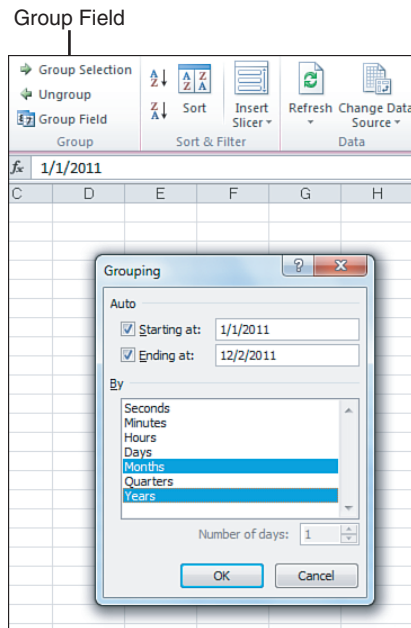 Group Field
Group Selection
Ungroup
Group Field
Group
A Z
Z A
A Z
Z A
Sort
Insert
Slicer
Sort & Filter
Refresh
Change Data
Source
Data
fx 1/1/2011
C D E F G H
Grouping
?
Auto
Starting at: 1/1/2011
Ending at: 12/2/2011
By
Seconds
Minutes
Hours
Days
Months
Quarters
Years
Number of days: 1
OK Cancel